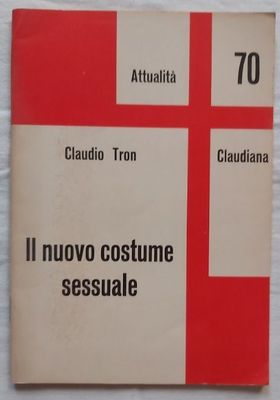 Attualità
70
Claudio Tron
Claudiana
Il nuovo costume
sessuale